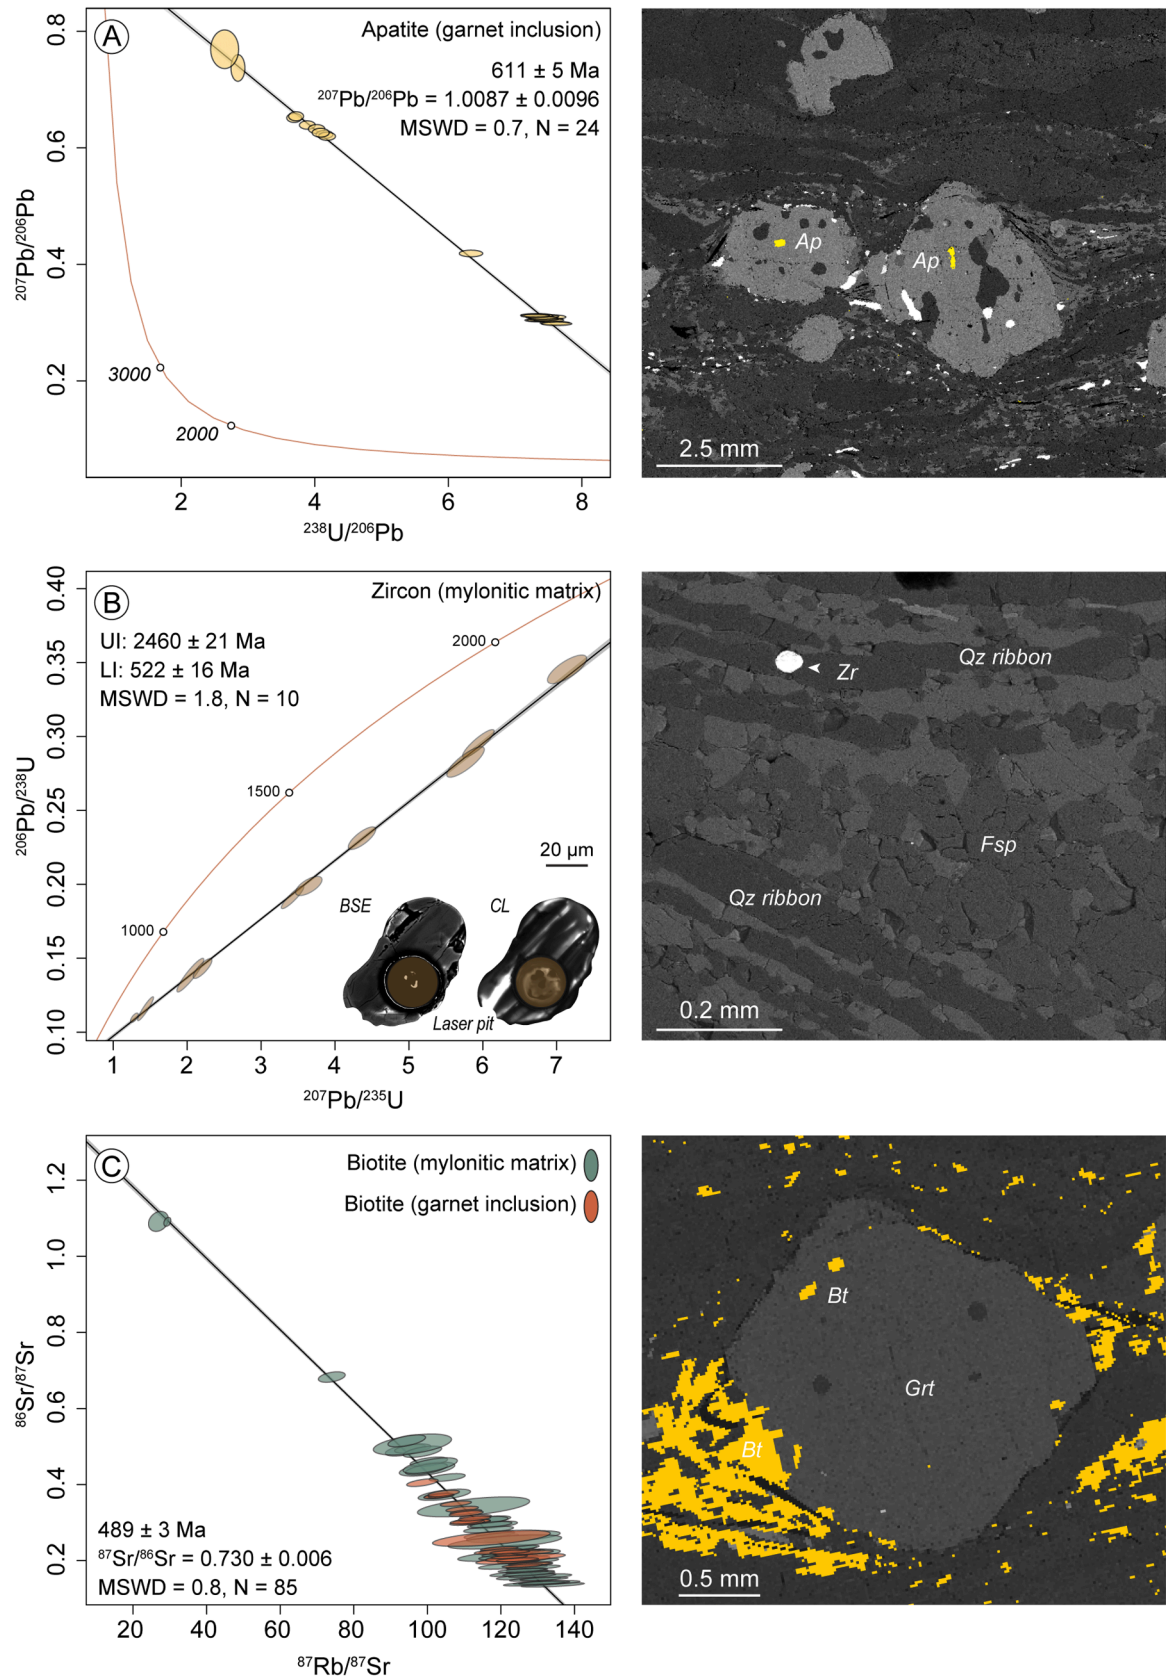 A
Apatite (garnet inclusion)
611 ± 5 Ma
²⁰⁷Pb/²⁰⁶Pb = 1.0087 ± 0.0096
MSWD = 0.7, N = 24
0.8
0.6
0.4
0.2
²⁰⁷Pb/²⁰⁶Pb
3000
2000
2 4 6 8
²³⁸U/²⁰⁶Pb
Ap
Ap
2.5 mm
B
Zircon (mylonitic matrix)
UI: 2460 ± 21 Ma
LI: 522 ± 16 Ma
MSWD = 1.8, N = 10
0.40
0.35
0.30
0.25
0.20
0.15
0.10
²⁰⁶Pb/²³⁸U
2000
1500
1000
20 µm
BSE
CL
Laser pit
1 2 3 4 5 6 7
²⁰⁷Pb/²³⁵U
Qz ribbon
Zr
Fsp
Qz ribbon
0.2 mm
C
Biotite (mylonitic matrix)
Biotite (garnet inclusion)
1.2
1.0
0.8
0.6
0.4
0.2
⁸⁶Sr/⁸⁷Sr
489 ± 3 Ma
⁸⁷Sr/⁸⁶Sr = 0.730 ± 0.006
MSWD = 0.8, N = 85
20 40 60 80 100 120 140
⁸⁷Rb/⁸⁷Sr
Bt
Grt
Bt
0.5 mm